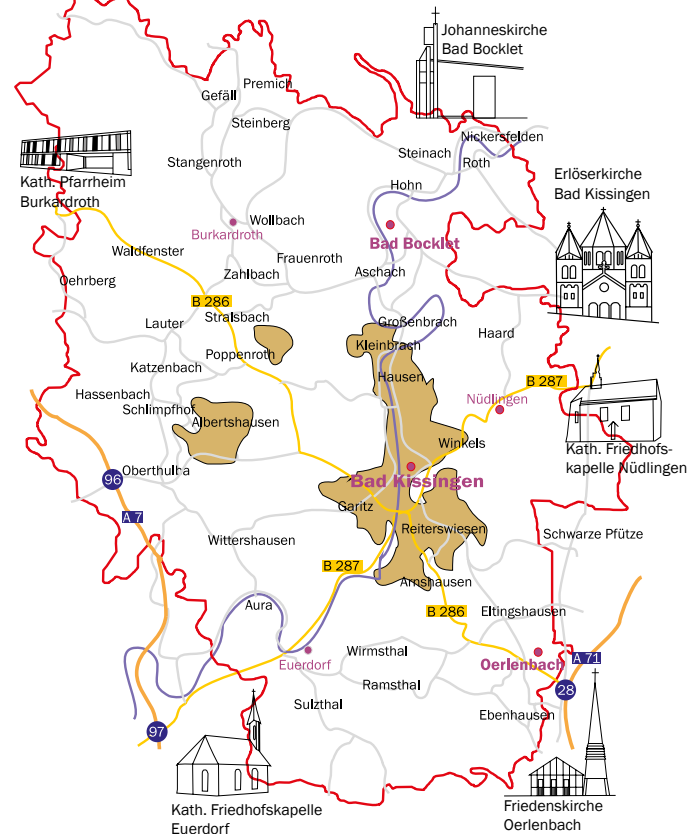 Johanneskirche
Bad Bocklet
Premich
Gefäll
Steinberg
Nickersfelden
Steinach
Roth
Stangenroth
Kath. Pfarrheim
Burkardroth
Erlöserkirche
Bad Kissingen
Hohn
Wollbach
Burkardroth
Bad Bocklet
Waldfenster
Frauenroth
Zahlbach
Aschach
Oehrberg
B 286
Stralsbach
Lauter
Großenbrach
Haard
Kleinbrach
Poppenroth
Katzenbach
Hausen
B 287
Hassenbach
Nüdlingen
Schlimpfhof
Albertshausen
Winkels
Kath. Friedhofs-
kapelle Nüdlingen
96
Oberthulba
Bad Kissingen
Garitz
A 7
Reiterswiesen
Schwarze Pfütze
Wittershausen
B 287
Arnshausen
Aura
B 286
Eltingshausen
Wirmsthal
Euerdorf
Oerlenbach
A 71
Ramsthal
28
Sulzthal
Ebenhausen
97
Kath. Friedhofskapelle
Euerdorf
Friedenskirche
Oerlenbach